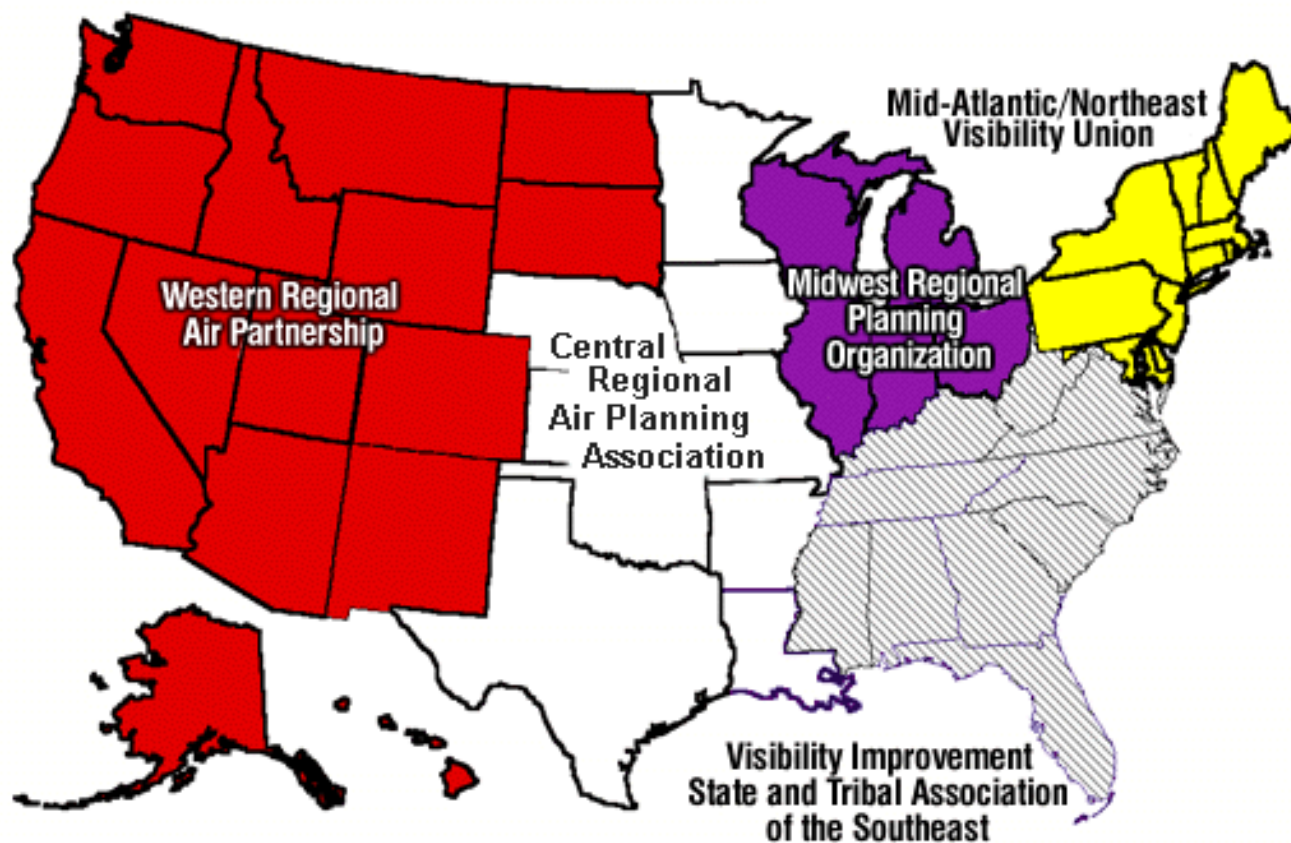 Mid-Atlantic/Northeast
Visibility Union
Western Regional
Air Partnership
Midwest Regional
Planning
Organization
Central
Regional
Air Planning
Association
Visibility Improvement
State and Tribal Association
of the Southeast